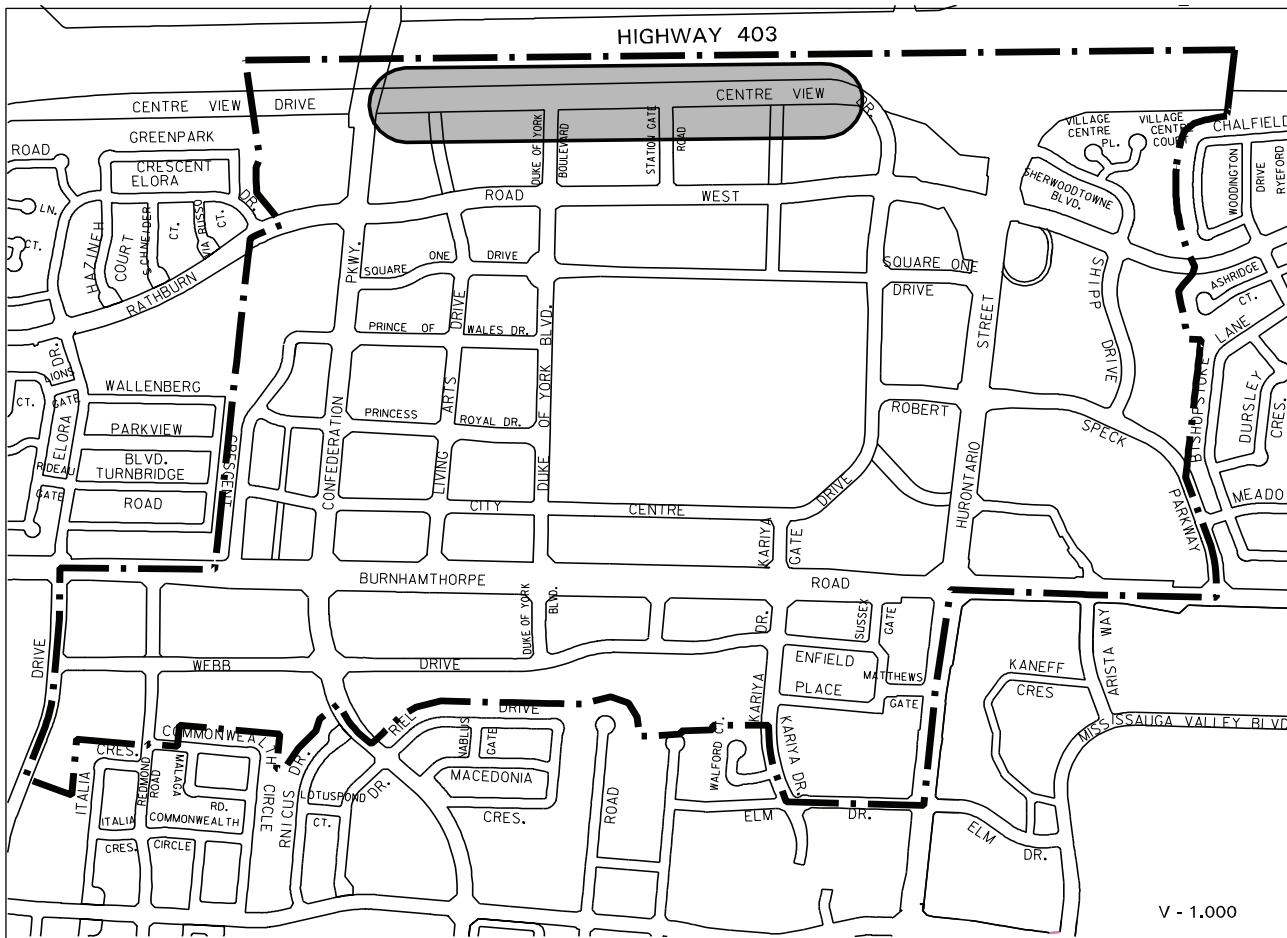 HIGHWAY 403
CENTRE VIEW DRIVE
CENTRE VIEW
DR.
GREENPARK
ROAD
CRESCENT
ELORA
DR.
LN.
CT.
HAZINEH
COURT
SCHNEIDER
CT.
VIA RUSSO
CT.
RATHBURN
ROAD
WEST
DUKE OF YORK
BOULEVARD
STATION GATE
ROAD
VILLAGE
CENTRE
PL.
VILLAGE
CENTRE
COURT
CHALFIELD
WOODINGTON
DRIVE
RYEFORD
SHERWOODTOWNE
BLVD.
PKWY.
SQUARE ONE DRIVE
SQUARE ONE
DRIVE
SHIPP
DRIVE
ASHRIDGE
CT.
LANE
PRINCE OF WALES DR.
DRIVE
DUKE OF YORK BLVD.
STREET
DR.
LIONS
GATE
CT.
ELORA
WALLENBERG
PARKVIEW
BLVD.
TURNBRIDGE
ROAD
RIDEAU
GATE
CRESCENT
CONFEDERATION
PRINCESS ROYAL DR.
ARTS
LIVING
ROBERT
SPECK
PARKWAY
BISHOPSTOKE
DURSLEY
CRES.
MEADO
CITY CENTRE
DRIVE
KARIYA
GATE
HURONTARIO
BURNHAMTHORPE ROAD
DUKE OF YORK
BLVD.
DR.
SUSSEX
GATE
DRIVE
WEBB DRIVE
ENFIELD
PLACE
MATTHEWS
GATE
KARIYA
KANEFF
CRES
ARISTA WAY
MISSISSAUGA VALLEY BLVD
COMMONWEALTH
CIRCLE
CRES.
ITALIA
REDMOND
ROAD
MALAGA
RD.
ITALIA
CRES.
COMMONWEALTH
CIRCLE
DR.
SUCINRI
LOTUSPOND
CT.
DR.
RIEL
DRIVE
NABLUS
GATE
MACEDONIA
CRES.
ROAD
WALFORD
CT.
KARIYA DR.
ELM DR.
ELM
DR.
V - 1.000